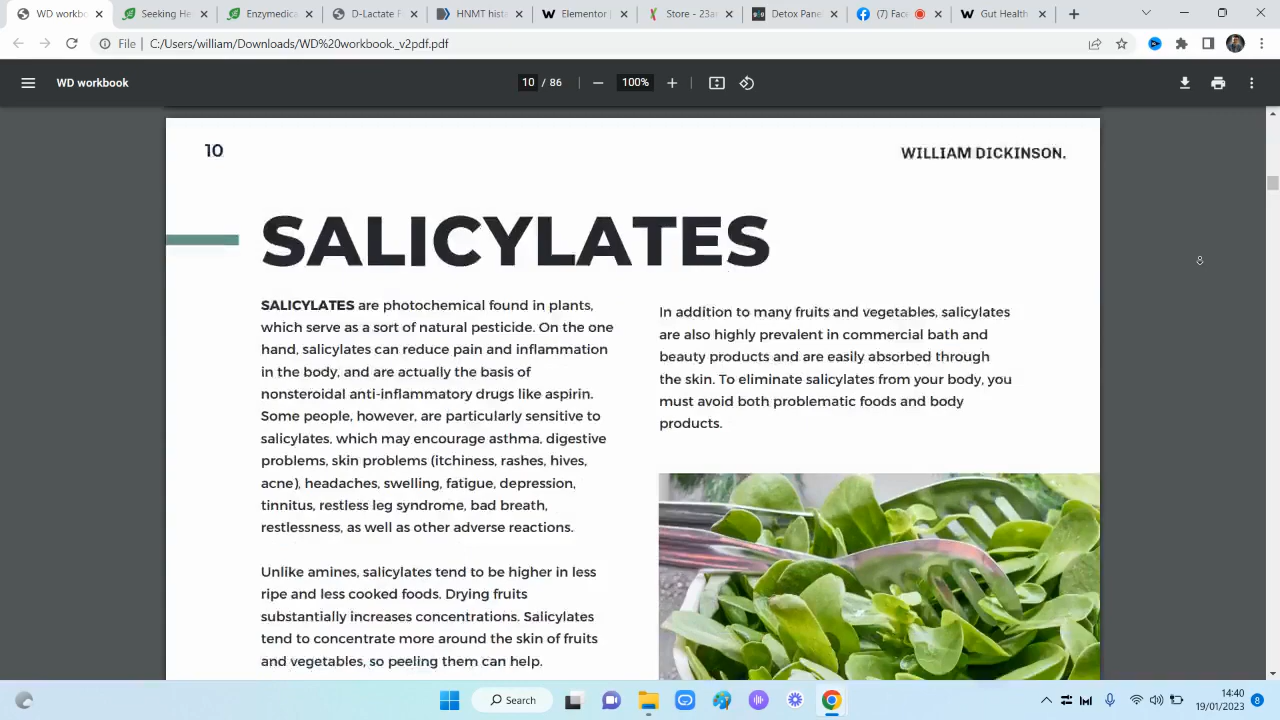 WD workb
Seeking He
Enzymedica
D-Lactate F
HNMT hista
Elementor
Store - 23a
Detox Pane
(7) Face
Gut Health
File
C:/Users/william/Downloads/WD%20workbook._v2pdf.pdf
WD workbook
10 / 86
100%
10
WILLIAM DICKINSON.
SALICYLATES
SALICYLATES are photochemical found in plants,
which serve as a sort of natural pesticide. On the one
hand, salicylates can reduce pain and inflammation
in the body, and are actually the basis of
nonsteroidal anti-inflammatory drugs like aspirin.
Some people, however, are particularly sensitive to
salicylates, which may encourage asthma, digestive
problems, skin problems (itchiness, rashes, hives,
acne), headaches, swelling, fatigue, depression,
tinnitus, restless leg syndrome, bad breath,
restlessness, as well as other adverse reactions.
Unlike amines, salicylates tend to be higher in less
ripe and less cooked foods. Drying fruits
substantially increases concentrations. Salicylates
tend to concentrate more around the skin of fruits
and vegetables, so peeling them can help.
In addition to many fruits and vegetables, salicylates
are also highly prevalent in commercial bath and
beauty products and are easily absorbed through
the skin. To eliminate salicylates from your body, you
must avoid both problematic foods and body
products.
Search
14:40
19/01/2023
8